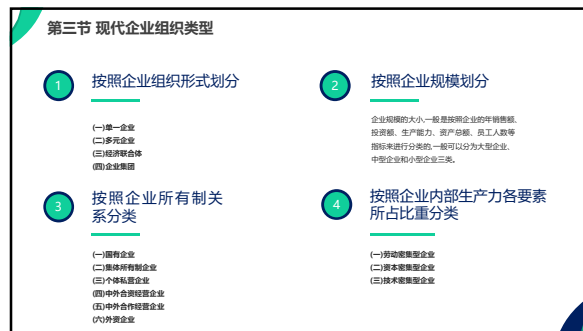 第三节 现代企业组织类型
1
按照企业组织形式划分
(一)单一企业
(二)多元企业
(三)经济联合体
(四)企业集团
2
按照企业规模划分
企业规模的大小,一般是按照企业的年销售额、
投资额、生产能力、资产总额、员工人数等
指标来进行分类的,一般可以分为大型企业、
中型企业和小型企业三类。
3
按照企业所有制关
系分类
(一)国有企业
(二)集体所有制企业
(三)个体私营企业
(四)中外合资经营企业
(五)中外合作经营企业
(六)外资企业
4
按照企业内部生产力各要素
所占比重分类
(一)劳动密集型企业
(二)资本密集型企业
(三)技术密集型企业